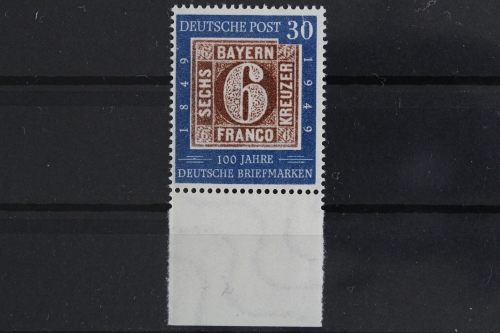 DEUTSCHE POST 30
1849
BAYERN
SECHS
6
KREUZER
FRANCO
1949
100 JAHRE
DEUTSCHE BRIEFMARKEN